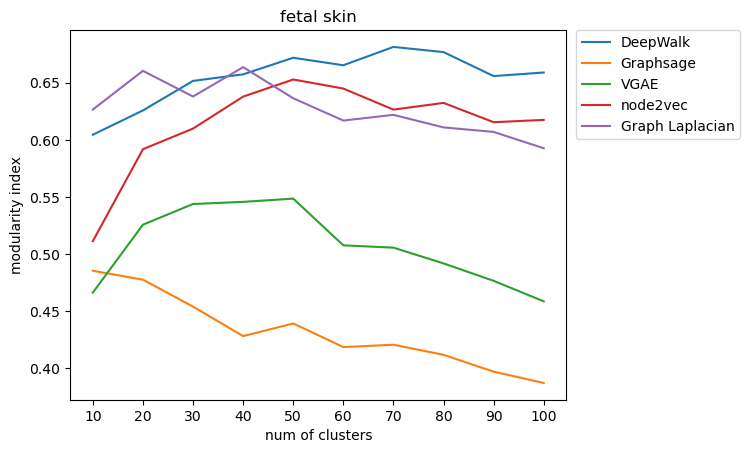 fetal skin
DeepWalk
Graphsage
VGAE
node2vec
Graph Laplacian
modularity index
0.65
0.60
0.55
0.50
0.45
0.40
10 20 30 40 50 60 70 80 90 100
num of clusters